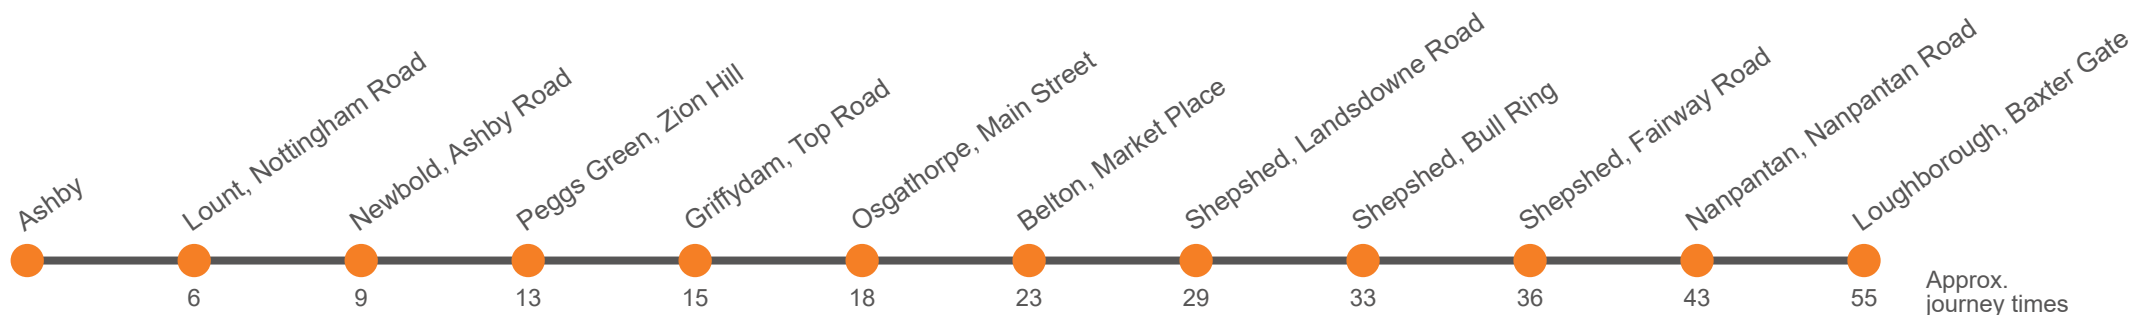 Ashby
Lount, Nottingham Road
Newbold, Ashby Road
Peggs Green, Zion Hill
Griffydam, Top Road
Osgathorpe, Main Street
Belton, Market Place
Shepshed, Landsdowne Road
Shepshed, Bull Ring
Shepshed, Fairway Road
Nanpantan, Nanpantan Road
Loughborough, Baxter Gate
6 9 13 15 18 23 29 33 36 43 55
Approx.
journey times